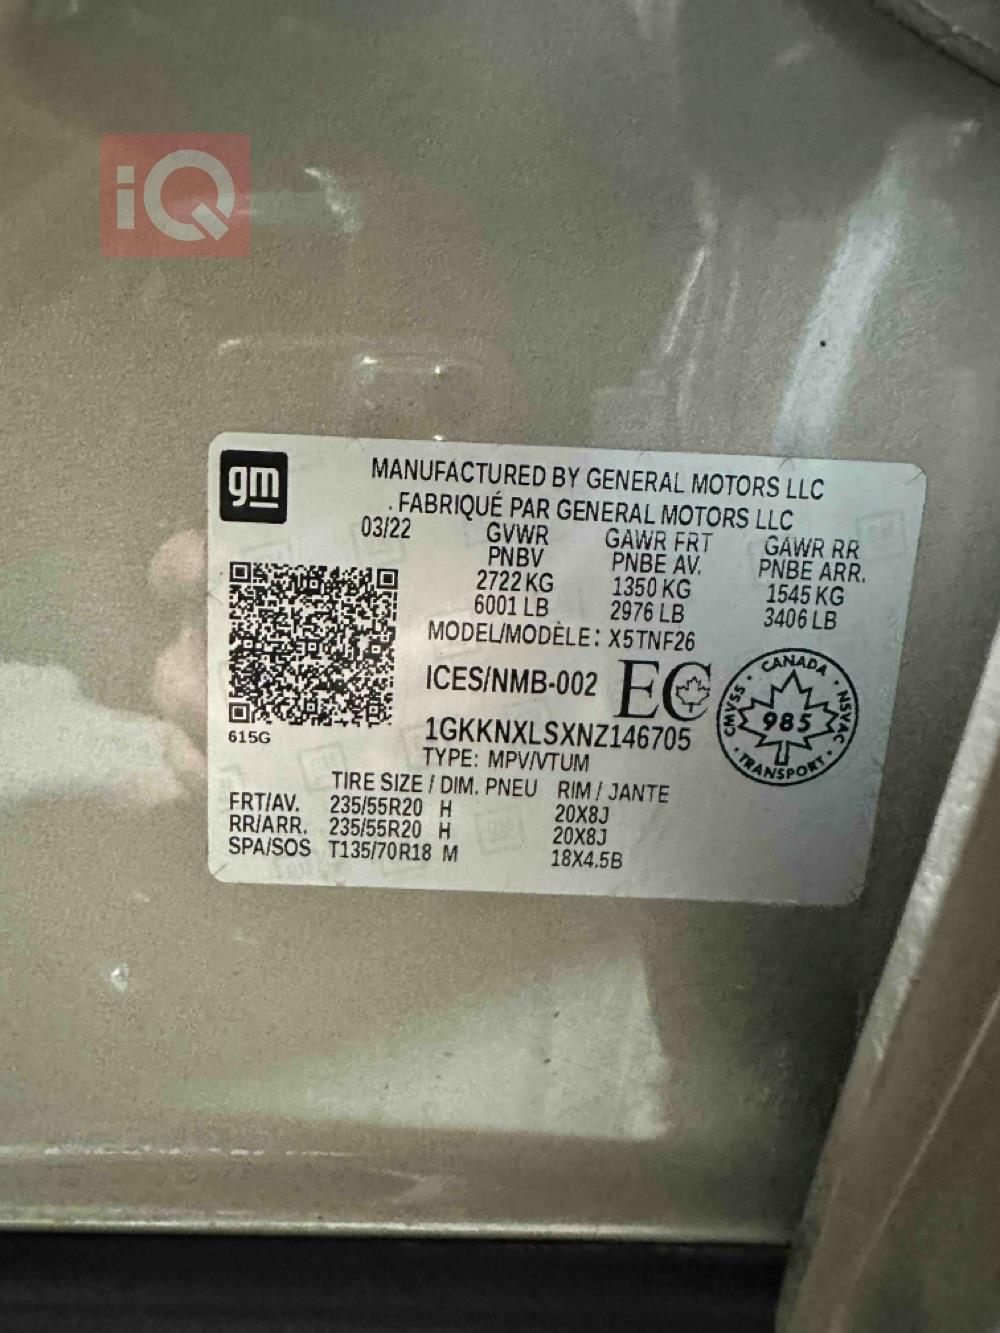 iQ
gm
MANUFACTURED BY GENERAL MOTORS LLC
FABRIQUÉ PAR GENERAL MOTORS LLC
03/22 GVWR GAWR FRT GAWR RR
PNBV PNBE AV. PNBE ARR.
2722 KG 1350 KG 1545 KG
6001 LB 2976 LB 3406 LB
MODEL/MODÈLE: X5TNF26
ICES/NMB-002 EC
CANADA
CMVSS 985 NSVAC
TRANSPORT
615G
1GKKNXLSXNZ146705
TYPE: MPV/VTUM
TIRE SIZE / DIM. PNEU RIM / JANTE
FRT/AV. 235/55R20 H 20X8J
RR/ARR. 235/55R20 H 20X8J
SPA/SOS T135/70R18 M 18X4.5B